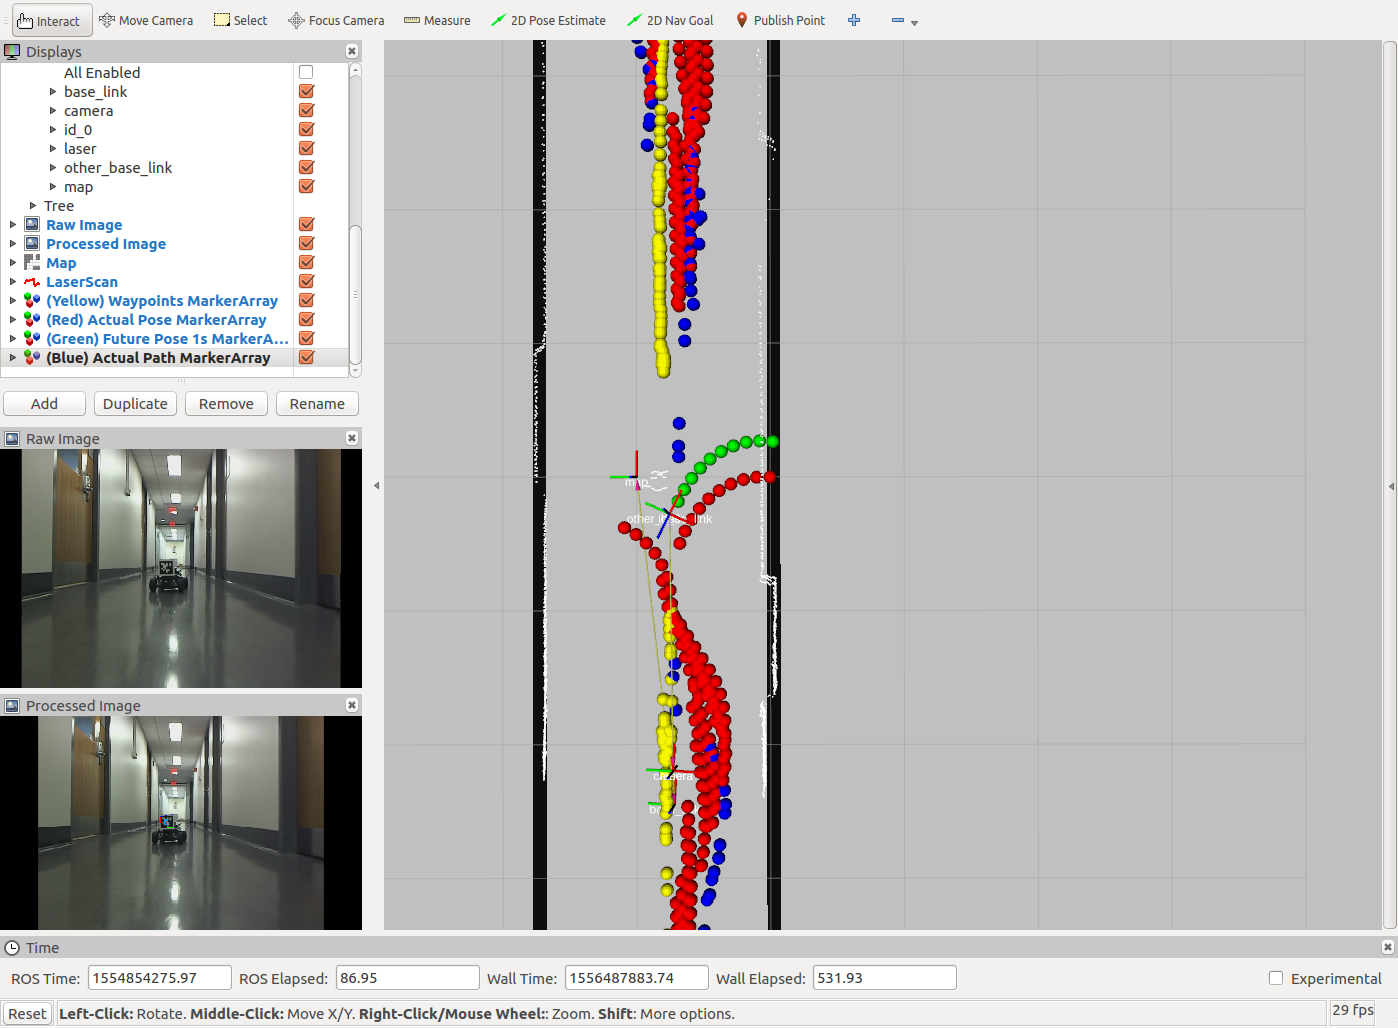 Interact
Move Camera
Select
Focus Camera
Measure
2D Pose Estimate
2D Nav Goal
Publish Point
Displays
All Enabled
base_link
camera
id_0
laser
other_base_link
map
Tree
Raw Image
Processed Image
Map
LaserScan
(Yellow) Waypoints MarkerArray
(Red) Actual Pose MarkerArray
(Green) Future Pose 1s MarkerA...
(Blue) Actual Path MarkerArray
Add Duplicate Remove Rename
Raw Image
Processed Image
map
other_base_link
camera
Time
ROS Time: 1554854275.97 ROS Elapsed: 86.95 Wall Time: 1556487883.74 Wall Elapsed: 531.93 Experimental
Reset Left-Click: Rotate. Middle-Click: Move X/Y. Right-Click/Mouse Wheel:: Zoom. Shift: More options. 29 fps